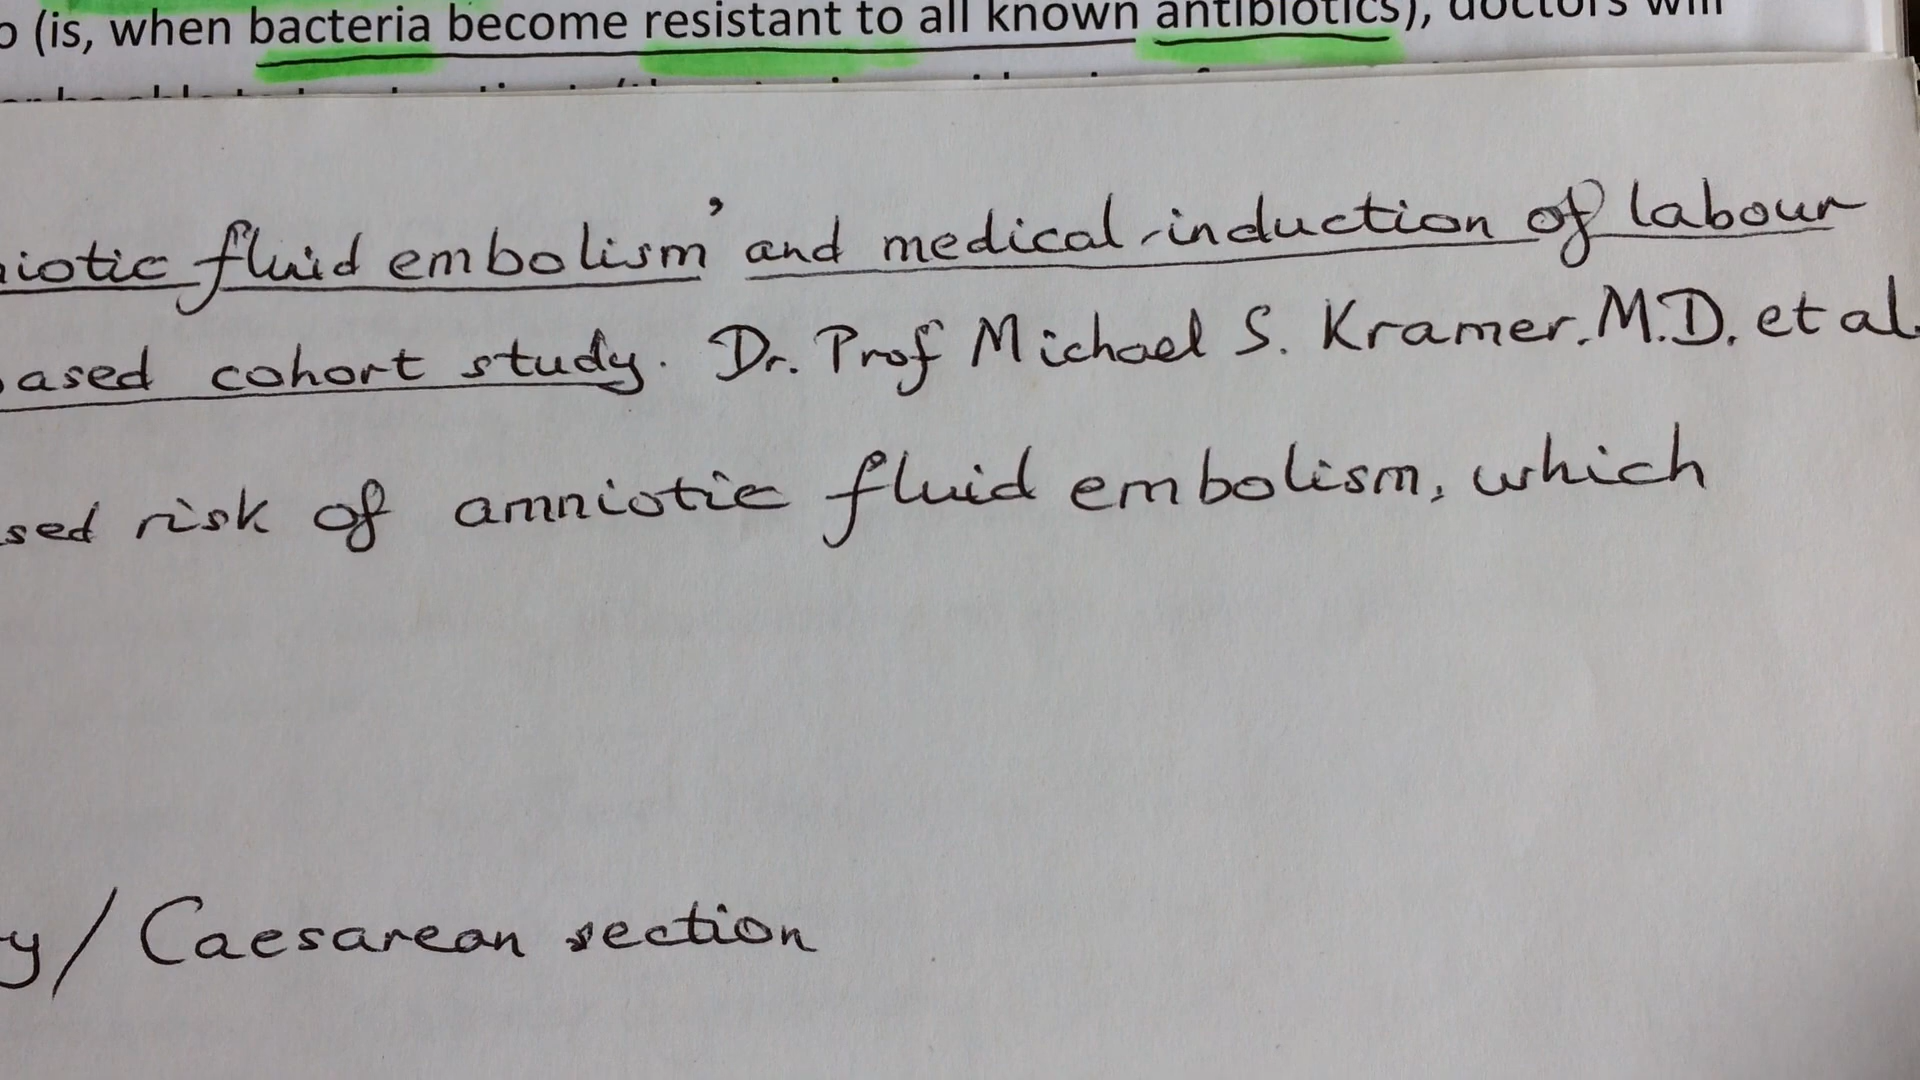 (is, when bacteria become resistant to all known antibiotics), doctors will
iotic fluid embolism' and medical induction of labour
ased cohort study. Dr. Prof Michael S. Kramer. M.D. et al
sed risk of amniotic fluid embolism, which
y / Caesarean section